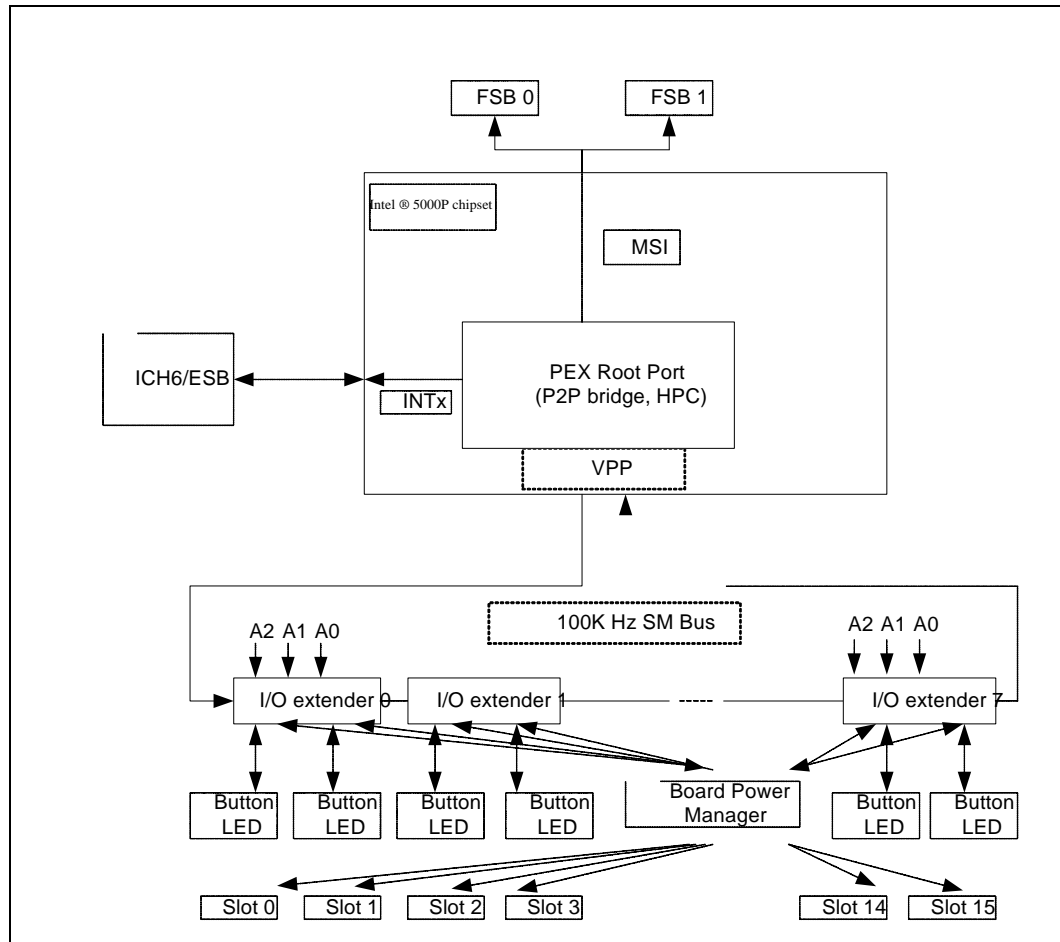 FSB 0
FSB 1
Intel ® 5000P chipset
MSI
ICH6/ESB
INTx
PEX Root Port
(P2P bridge, HPC)
VPP
100K Hz SM Bus
A2 A1 A0
A2 A1 A0
I/O extender 0
I/O extender 1
----
I/O extender 7
Button
LED
Button
LED
Button
LED
Button
LED
Board Power
Manager
Button
LED
Button
LED
Slot 0
Slot 1
Slot 2
Slot 3
Slot 14
Slot 15